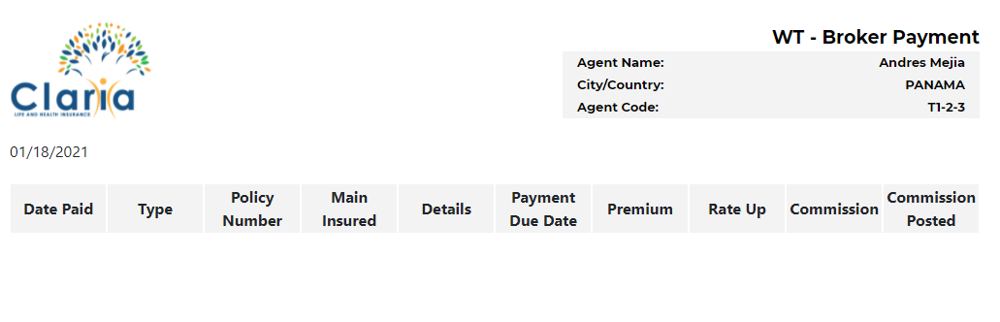 Claria
LIFE AND HEALTH INSURANCE
WT - Broker Payment
Agent Name: Andres Mejia
City/Country: PANAMA
Agent Code: T1-2-3
01/18/2021
Date Paid
Type
Policy
Number
Main
Insured
Details
Payment
Due Date
Premium
Rate Up
Commission
Commission
Posted